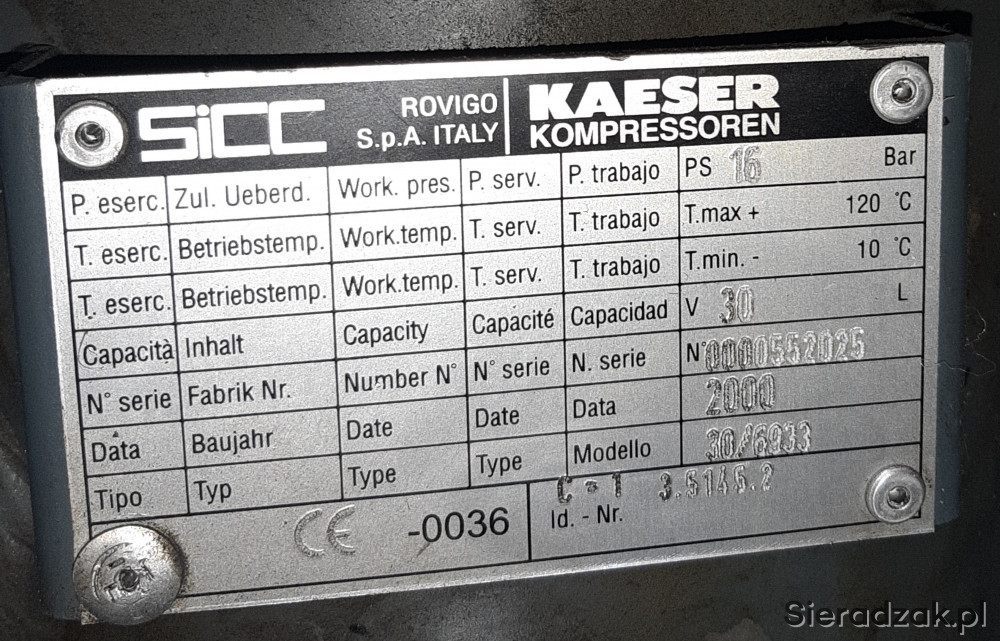 SiCC ROVIGO S.p.A. ITALY KAESER KOMPRESSOREN
P. eserc. Zul. Ueberd. Work. pres. P. serv. P. trabajo PS 16 Bar
T. eserc. Betriebstemp. Work.temp. T. serv. T. trabajo T.max + 120 °C
T. eserc. Betriebstemp. Work.temp. T. serv. T. trabajo T.min. - 10 °C
Capacità Inhalt Capacity Capacité Capacidad V 30 L
N° serie Fabrik Nr. Number N° N° serie N. serie N° 0000552025
Data Baujahr Date Date Data 2000
Tipo Typ Type Type Modello 30/6933
C-1 3.5145.2
CE -0036 Id. - Nr.
Sieradzak.pl